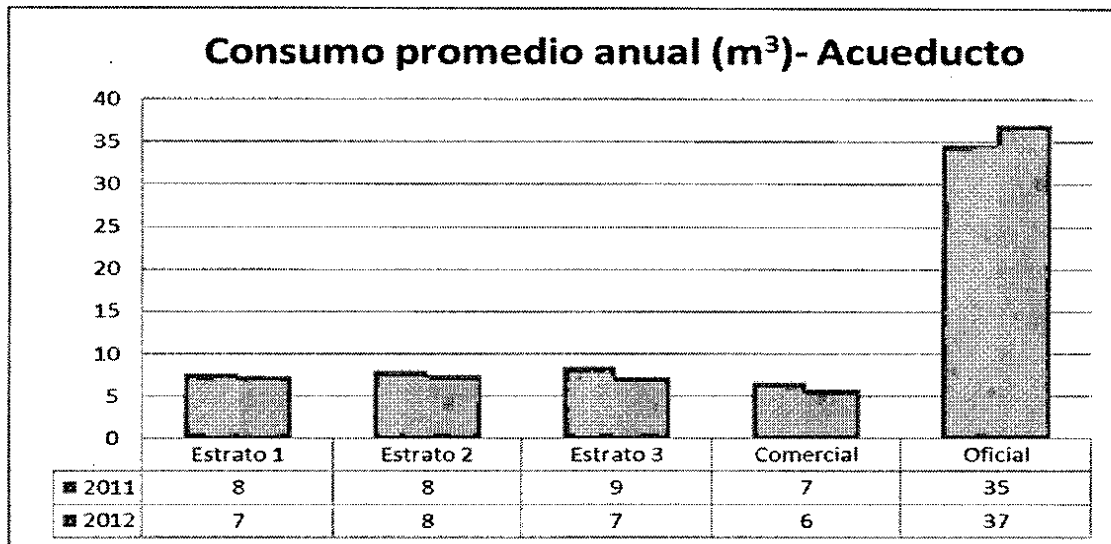 Consumo promedio anual (m³)- Acueducto
40
35
30
25
20
15
10
5
0
Estrato 1 Estrato 2 Estrato 3 Comercial Oficial
2011 8 8 9 7 35
2012 7 8 7 6 37